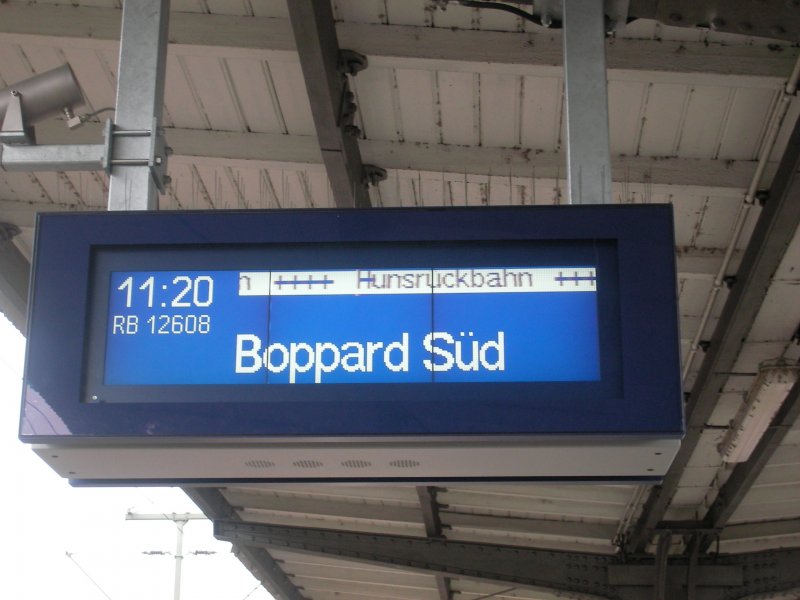 11:20
n ++++ Hunsrückbahn +++
RB 12608
Boppard Süd